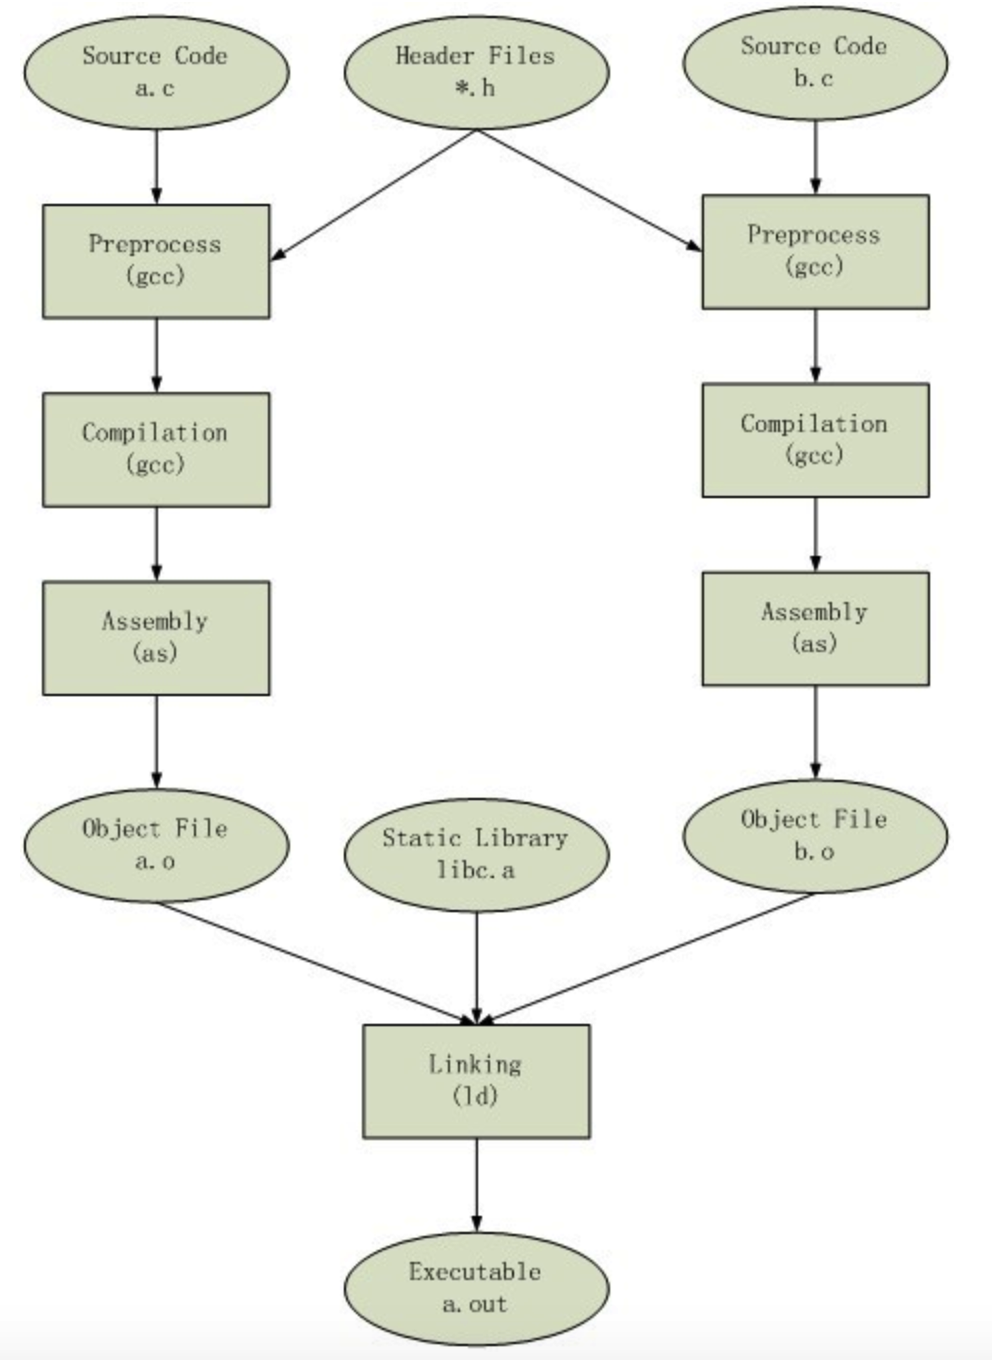 Source Code
a.c
Header Files
*.h
Source Code
b.c
Preprocess
(gcc)
Preprocess
(gcc)
Compilation
(gcc)
Compilation
(gcc)
Assembly
(as)
Assembly
(as)
Object File
a.o
Static Library
libc.a
Object File
b.o
Linking
(ld)
Executable
a.out